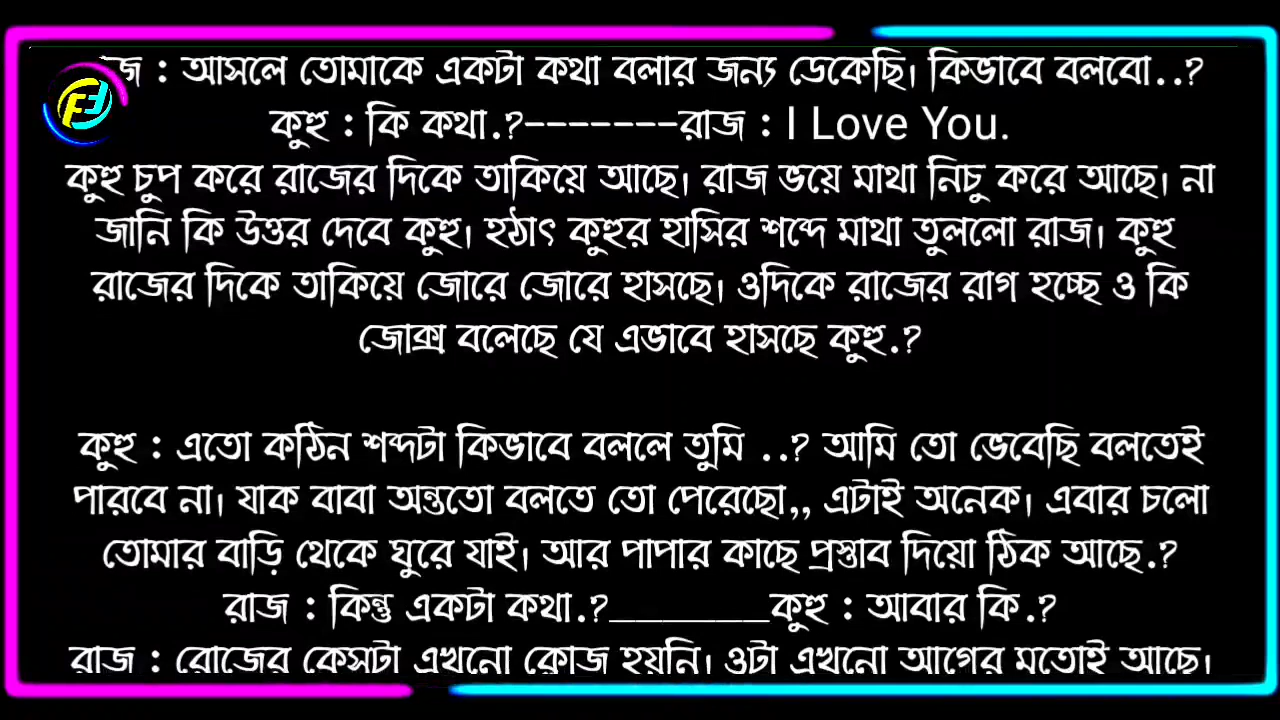 : আসলে তোমাকে একটা কথা বলার জন্য ডেকেছি। কিভাবে বলবো..?
কুহু : কি কথা.?-------রাজ : I Love You.
কুহু চুপ করে রাজের দিকে তাকিয়ে আছে। রাজ ভয়ে মাথা নিচু করে আছে। না
জানি কি উত্তর দেবে কুহু। হঠাৎ কুহুর হাসির শব্দে মাথা তুললো রাজ। কুহু
রাজের দিকে তাকিয়ে জোরে জোরে হাসছে। ওদিকে রাজের রাগ হচ্ছে ও কি
জোক্স বলেছে যে এভাবে হাসছে কুহু.?
কুহু : এতো কঠিন শব্দটা কিভাবে বললে তুমি ..? আমি তো ভেবেছি বলতেই
পারবে না। যাক বাবা অন্ততো বলতে তো পেরেছো,, এটাই অনেক। এবার চলো
তোমার বাড়ি থেকে ঘুরে যাই। আর পাপার কাছে প্রস্তাব দিয়ো ঠিক আছে.?
রাজ : কিন্তু একটা কথা.?_______কুহু : আবার কি.?
রাজ : রোজের কেসটা এখনো ক্লোজ হয়নি। ওটা এখনো আগের মতোই আছে।